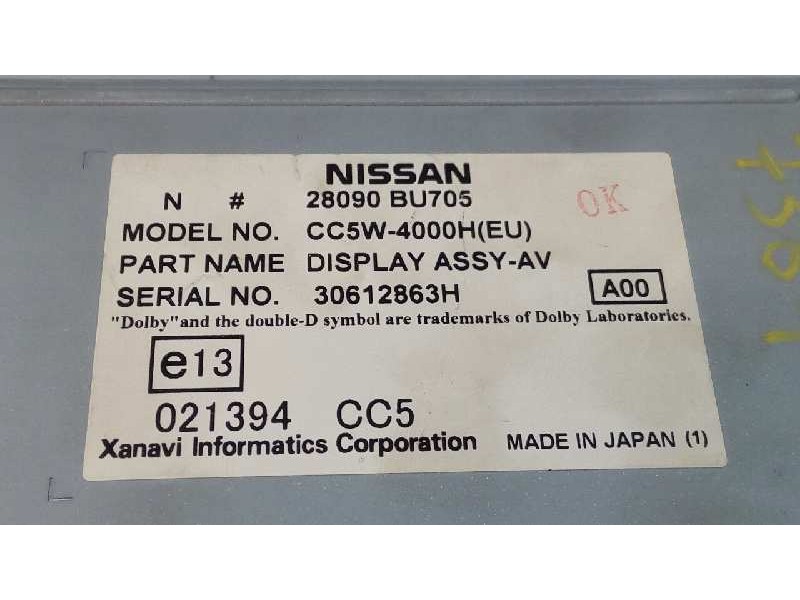 NISSAN
N # 28090 BU705
OK
MODEL NO. CC5W-4000H(EU)
PART NAME DISPLAY ASSY-AV
SERIAL NO. 30612863H A00
"Dolby"and the double-D symbol are trademarks of Dolby Laboratories.
e13
021394 CC5
Xanavi Informatics Corporation MADE IN JAPAN (1)